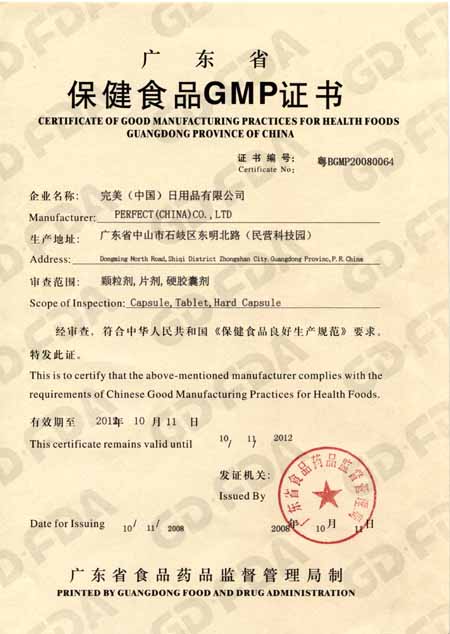 广东省
保健食品GMP证书
CERTIFICATE OF GOOD MANUFACTURING PRACTICES FOR HEALTH FOODS
GUANGDONG PROVINCE OF CHINA
证书编号: 粤BGMP20080064
Certificate No:
企业名称: 完美(中国)日用品有限公司
Manufacturer: PERFECT(CHINA)CO.,LTD
生产地址: 广东省中山市石岐区东明北路(民营科技园)
Address: Dongming North Road,Shiqi District Zhongshan City.Guangdong Provinc,P.R.China
审查范围: 颗粒剂,片剂,硬胶囊剂
Scope of Inspection: Capsule,Tablet,Hard Capsule
经审查,符合中华人民共和国《保健食品良好生产规范》要求,
特发此证。
This is to certify that the above-mentioned manufacturer complies with the
requirements of Chinese Good Manufacturing Practices for Health Foods.
有效期至 2012年 10 月 11 日
This certificate remains valid until 10/ 11/ 2012
发证机关:
Issued By
广东省食品药品监督管理局
Date for Issuing 10/ 11/ 2008
2008年 10 月 11 日
广东省食品药品监督管理局制
PRINTED BY GUANGDONG FOOD AND DRUG ADMINISTRATION
GD-FDA